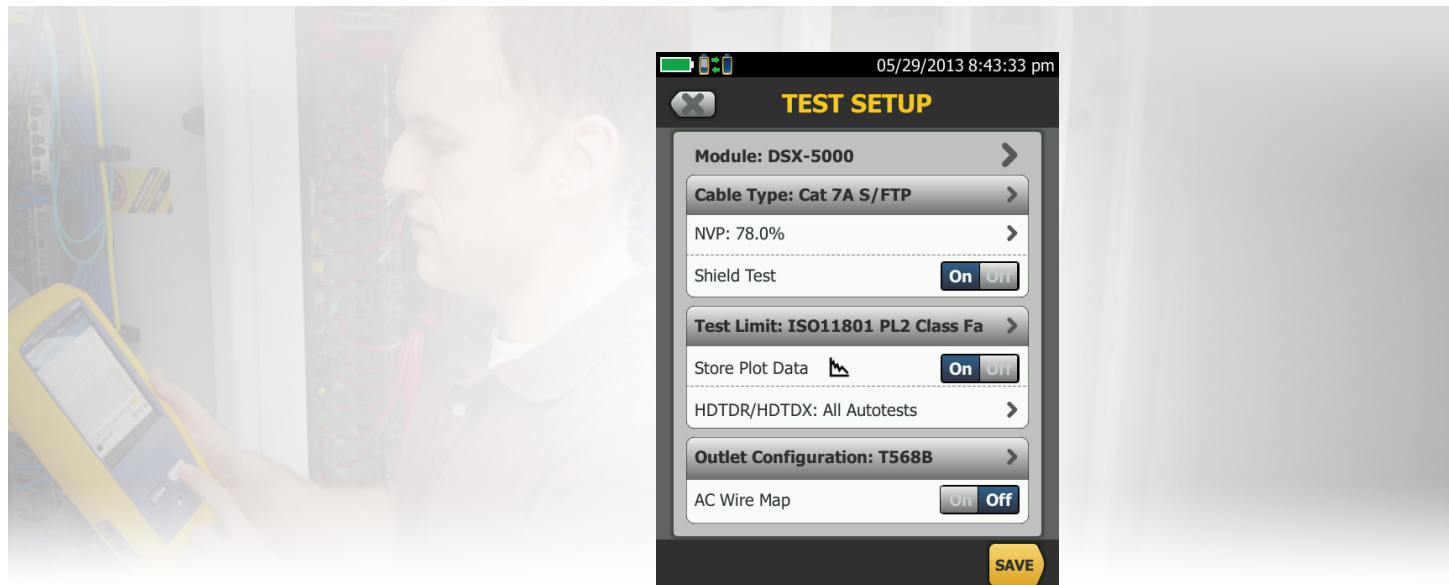 05/29/2013 8:43:33 pm
TEST SETUP
Module: DSX-5000
Cable Type: Cat 7A S/FTP
NVP: 78.0%
Shield Test On Off
Test Limit: ISO11801 PL2 Class Fa
Store Plot Data On Off
HDTDR/HDTDX: All Autotests
Outlet Configuration: T568B
AC Wire Map On Off
SAVE